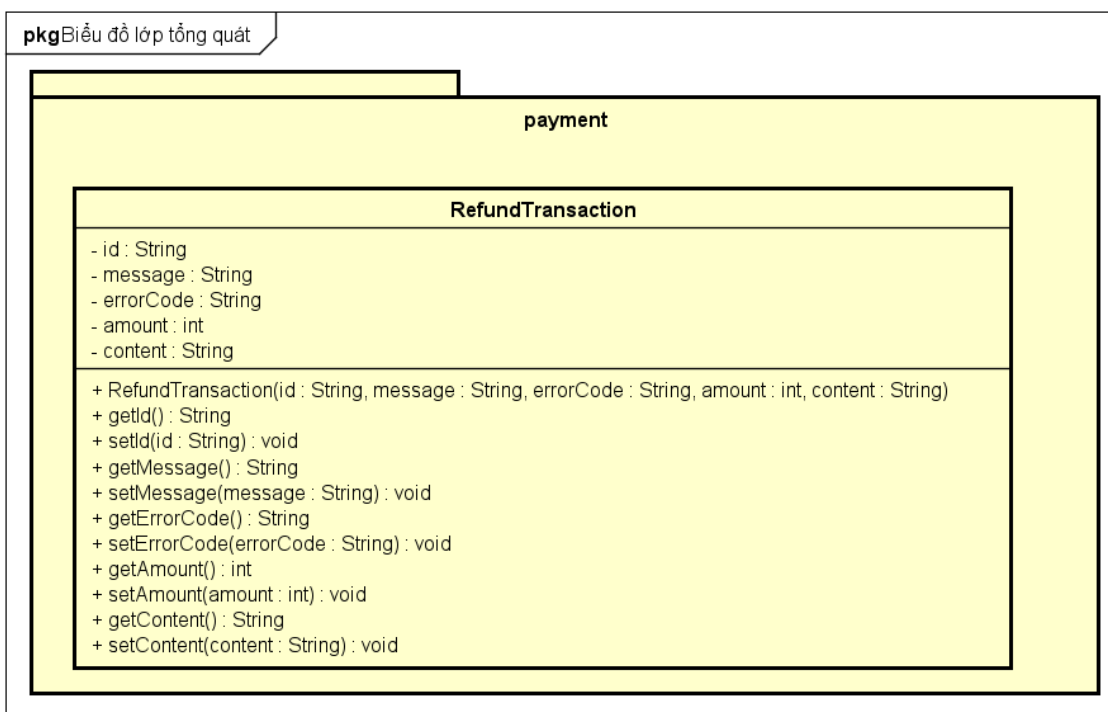 pkg Biểu đồ lớp tổng quát
payment
RefundTransaction
- id : String
- message : String
- errorCode : String
- amount : int
- content : String
+ RefundTransaction(id : String, message : String, errorCode : String, amount : int, content : String)
+ getId() : String
+ setId(id : String) : void
+ getMessage() : String
+ setMessage(message : String) : void
+ getErrorCode() : String
+ setErrorCode(errorCode : String) : void
+ getAmount() : int
+ setAmount(amount : int) : void
+ getContent() : String
+ setContent(content : String) : void